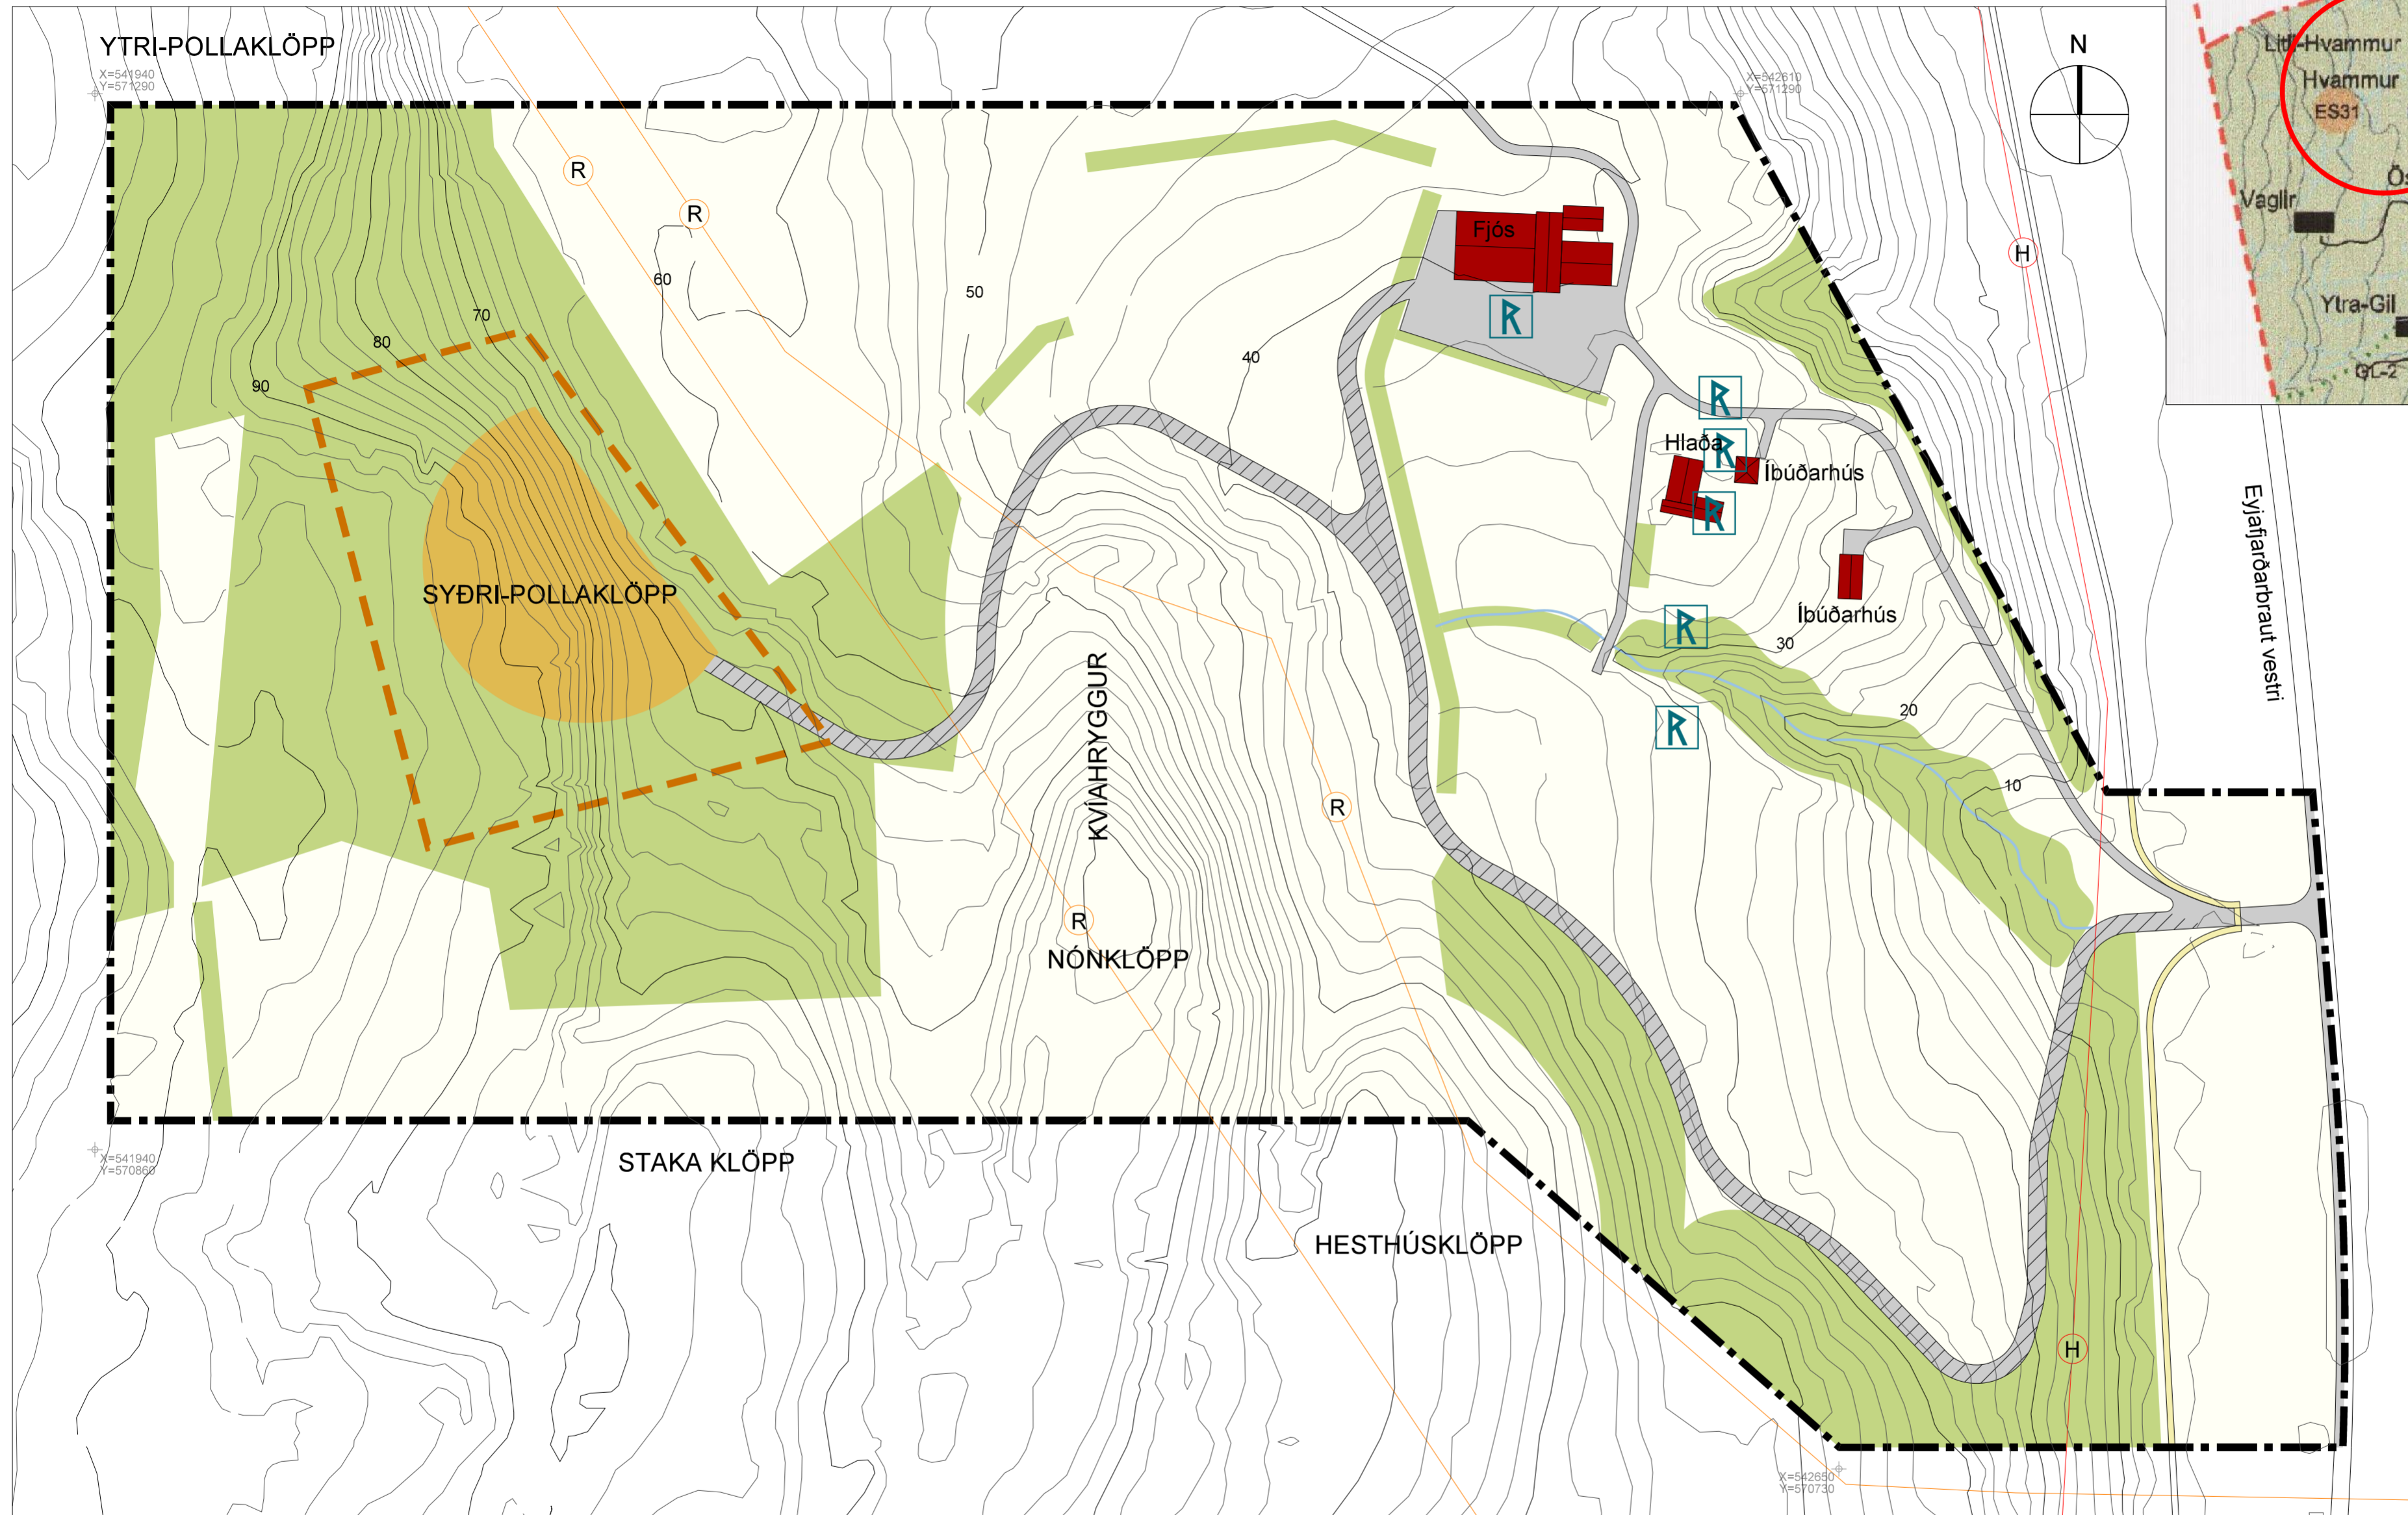 YTRI-POLLAKLÖPP
X=541940
Y=571290
X=542610
Y=571290
N
Litli-Hvammur
Hvammur
ES31
Vaglir
Ytra-Gil
GL-2
R
R
H
Fjós
60
50
70
80
90
40
Hlaða
Íbúðarhús
Íbúðarhús
Eyjafjarðarbraut vestri
SYÐRI-POLLAKLÖPP
30
20
10
KVÍAHRYGGUR
R
R
NÓNKLÖPP
X=541940
Y=570860
STAKA KLÖPP
HESTHÚSKLÖPP
H
X=542650
Y=570730